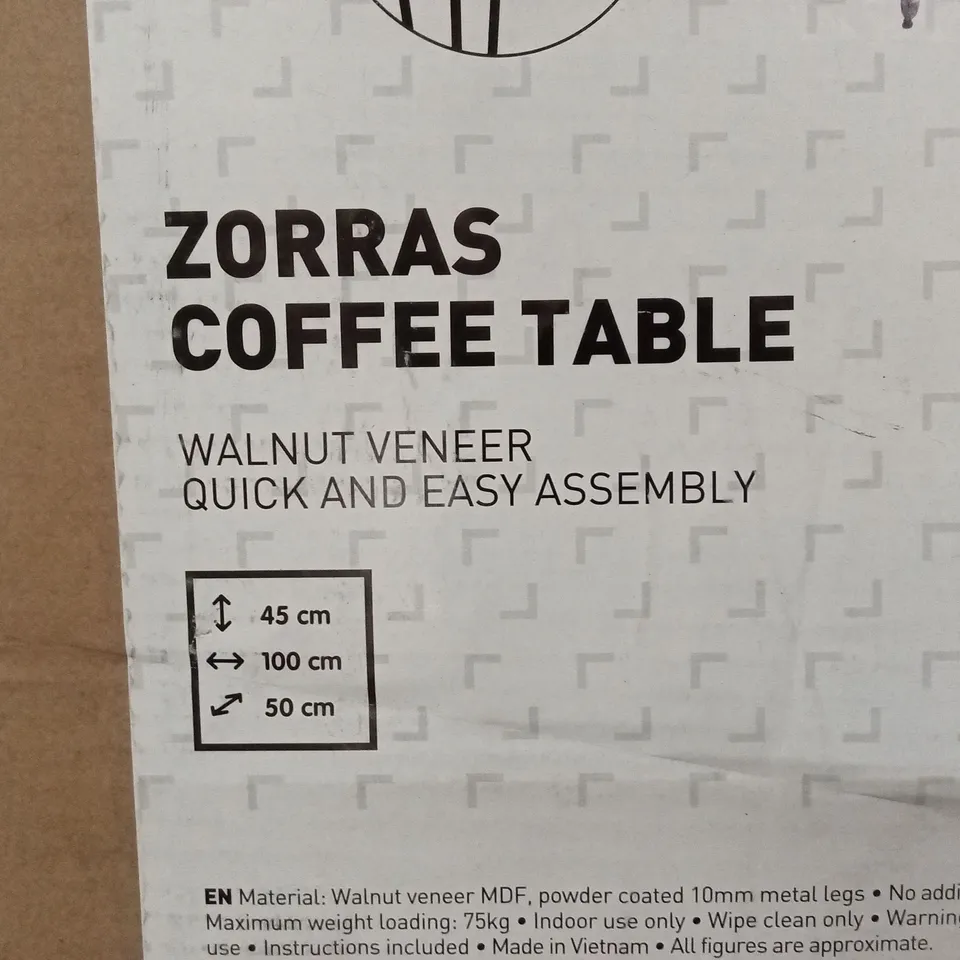 ZORRAS
COFFEE TABLE
WALNUT VENEER
QUICK AND EASY ASSEMBLY
45 cm
100 cm
50 cm
EN Material: Walnut veneer MDF, powder coated 10mm metal legs • No
Maximum weight loading: 75kg • Indoor use only • Wipe clean only •
use • Instructions included • Made in Vietnam • All figures are approximate.